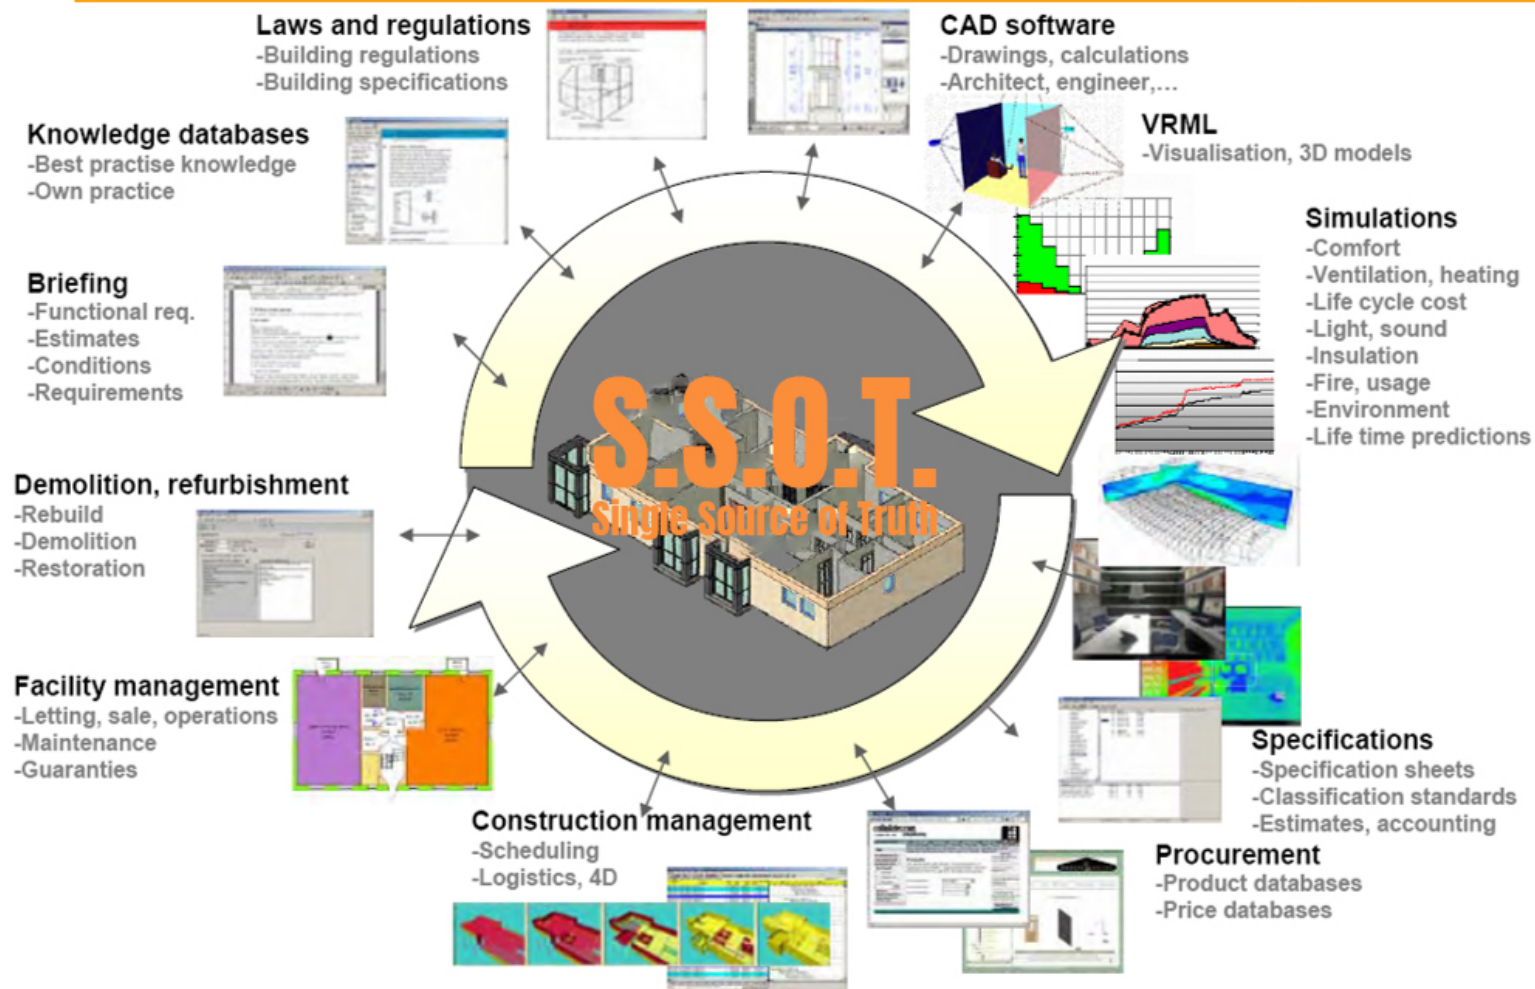 Laws and regulations
-Building regulations
-Building specifications
CAD software
-Drawings, calculations
-Architect, engineer,...
VRML
-Visualisation, 3D models
Knowledge databases
-Best practise knowledge
-Own practice
Simulations
-Comfort
-Ventilation, heating
-Life cycle cost
-Light, sound
-Insulation
-Fire, usage
-Environment
-Life time predictions
Briefing
-Functional req.
-Estimates
-Conditions
-Requirements
S.S.O.T.
Single Source of Truth
Demolition, refurbishment
-Rebuild
-Demolition
-Restoration
Facility management
-Letting, sale, operations
-Maintenance
-Guaranties
Specifications
-Specification sheets
-Classification standards
-Estimates, accounting
Construction management
-Scheduling
-Logistics, 4D
Procurement
-Product databases
-Price databases